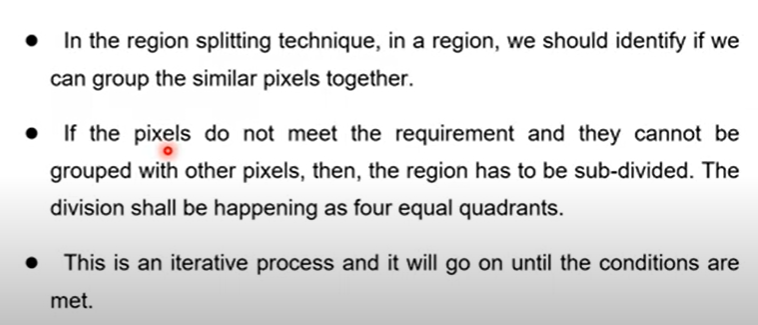 ● In the region splitting technique, in a region, we should identify if we
can group the similar pixels together.
● If the pixels do not meet the requirement and they cannot be
grouped with other pixels, then, the region has to be sub-divided. The
division shall be happening as four equal quadrants.
● This is an iterative process and it will go on until the conditions are
met.